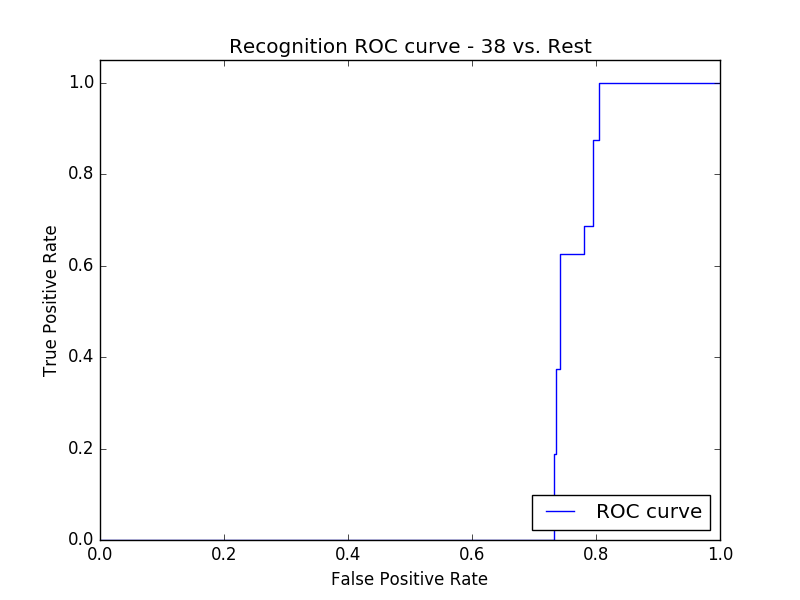 Recognition ROC curve - 38 vs. Rest
1.0
0.8
0.6
0.4
0.2
0.0
True Positive Rate
ROC curve
0.0 0.2 0.4 0.6 0.8 1.0
False Positive Rate